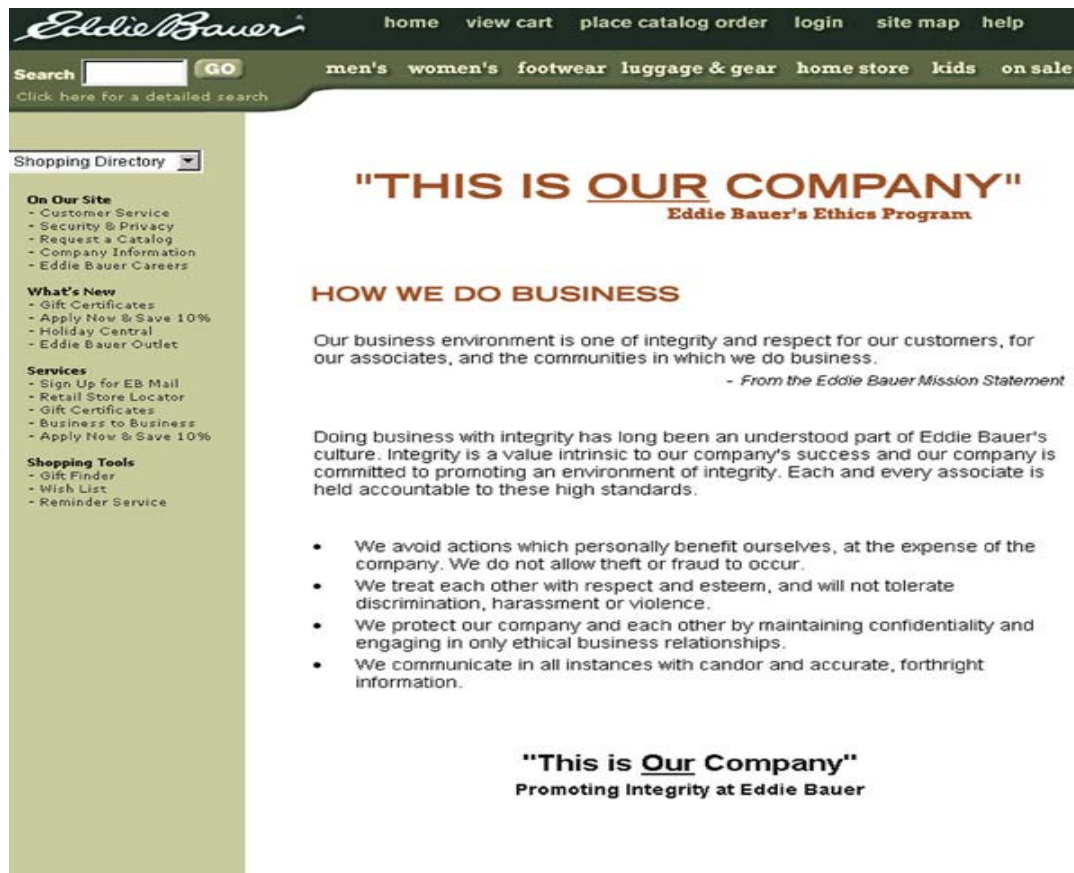 Eddie Bauer
home view cart place catalog order login site map help
Search GO
men's women's footwear luggage & gear home store kids on sale
Click here for a detailed search
Shopping Directory
On Our Site
- Customer Service
- Security & Privacy
- Request a Catalog
- Company Information
- Eddie Bauer Careers
What's New
- Gift Certificates
- Apply Now & Save 10%
- Holiday Central
- Eddie Bauer Outlet
Services
- Sign Up for EB Mail
- Retail Store Locator
- Gift Certificates
- Business to Business
- Apply Now & Save 10%
Shopping Tools
- Gift Finder
- Wish List
- Reminder Service
"THIS IS OUR COMPANY"
Eddie Bauer's Ethics Program
HOW WE DO BUSINESS
Our business environment is one of integrity and respect for our customers, for
our associates, and the communities in which we do business.
- From the Eddie Bauer Mission Statement
Doing business with integrity has long been an understood part of Eddie Bauer's
culture. Integrity is a value intrinsic to our company's success and our company is
committed to promoting an environment of integrity. Each and every associate is
held accountable to these high standards.
• We avoid actions which personally benefit ourselves, at the expense of the
company. We do not allow theft or fraud to occur.
• We treat each other with respect and esteem, and will not tolerate
discrimination, harassment or violence.
• We protect our company and each other by maintaining confidentiality and
engaging in only ethical business relationships.
• We communicate in all instances with candor and accurate, forthright
information.
"This is Our Company"
Promoting Integrity at Eddie Bauer